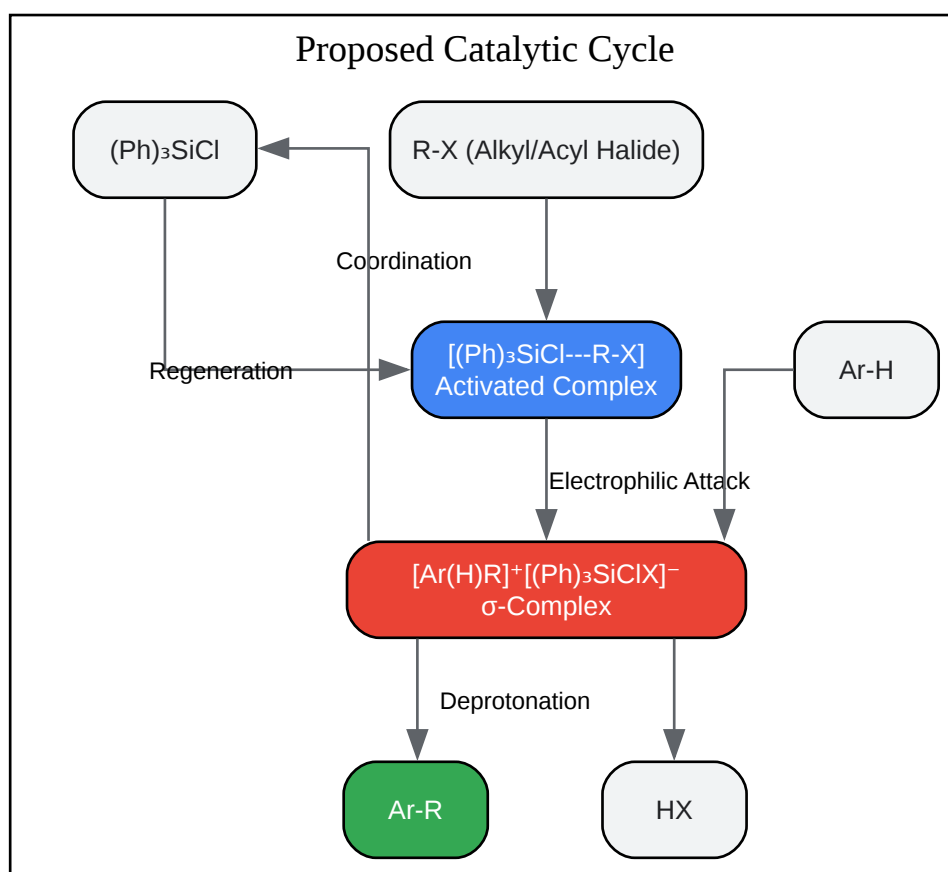 Proposed Catalytic Cycle
(Ph)₃SiCl
R-X (Alkyl/Acyl Halide)
Coordination
Regeneration
[(Ph)₃SiCl---R-X]
Activated Complex
Ar-H
Electrophilic Attack
[Ar(H)R]⁺[(Ph)₃SiClX]⁻
σ-Complex
Deprotonation
Ar-R
HX